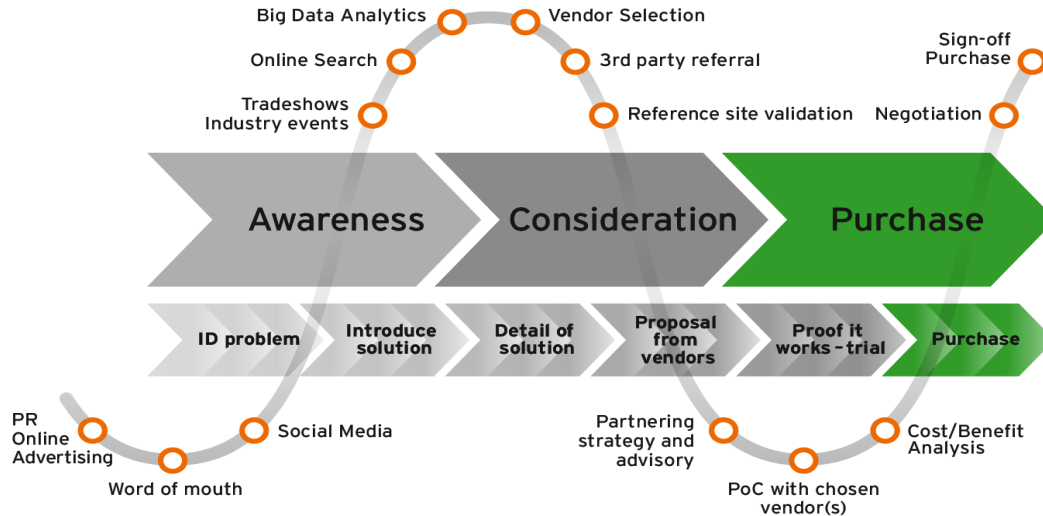 Big Data Analytics
Vendor Selection
Sign-off
Purchase
Online Search
3rd party referral
Tradeshows
Industry events
Reference site validation
Negotiation
Awareness
Consideration
Purchase
ID problem
Introduce
solution
Detail of
solution
Proposal
from
vendors
Proof it
works – trial
Purchase
PR
Online
Advertising
Social Media
Word of mouth
Partnering
strategy and
advisory
Cost/Benefit
Analysis
PoC with chosen
vendor(s)